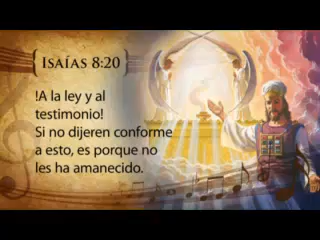 {ISAÍAS 8:20}
!A la ley y al
testimonio!
Si no dijeren conforme
a esto, es porque no
les ha amanecido.